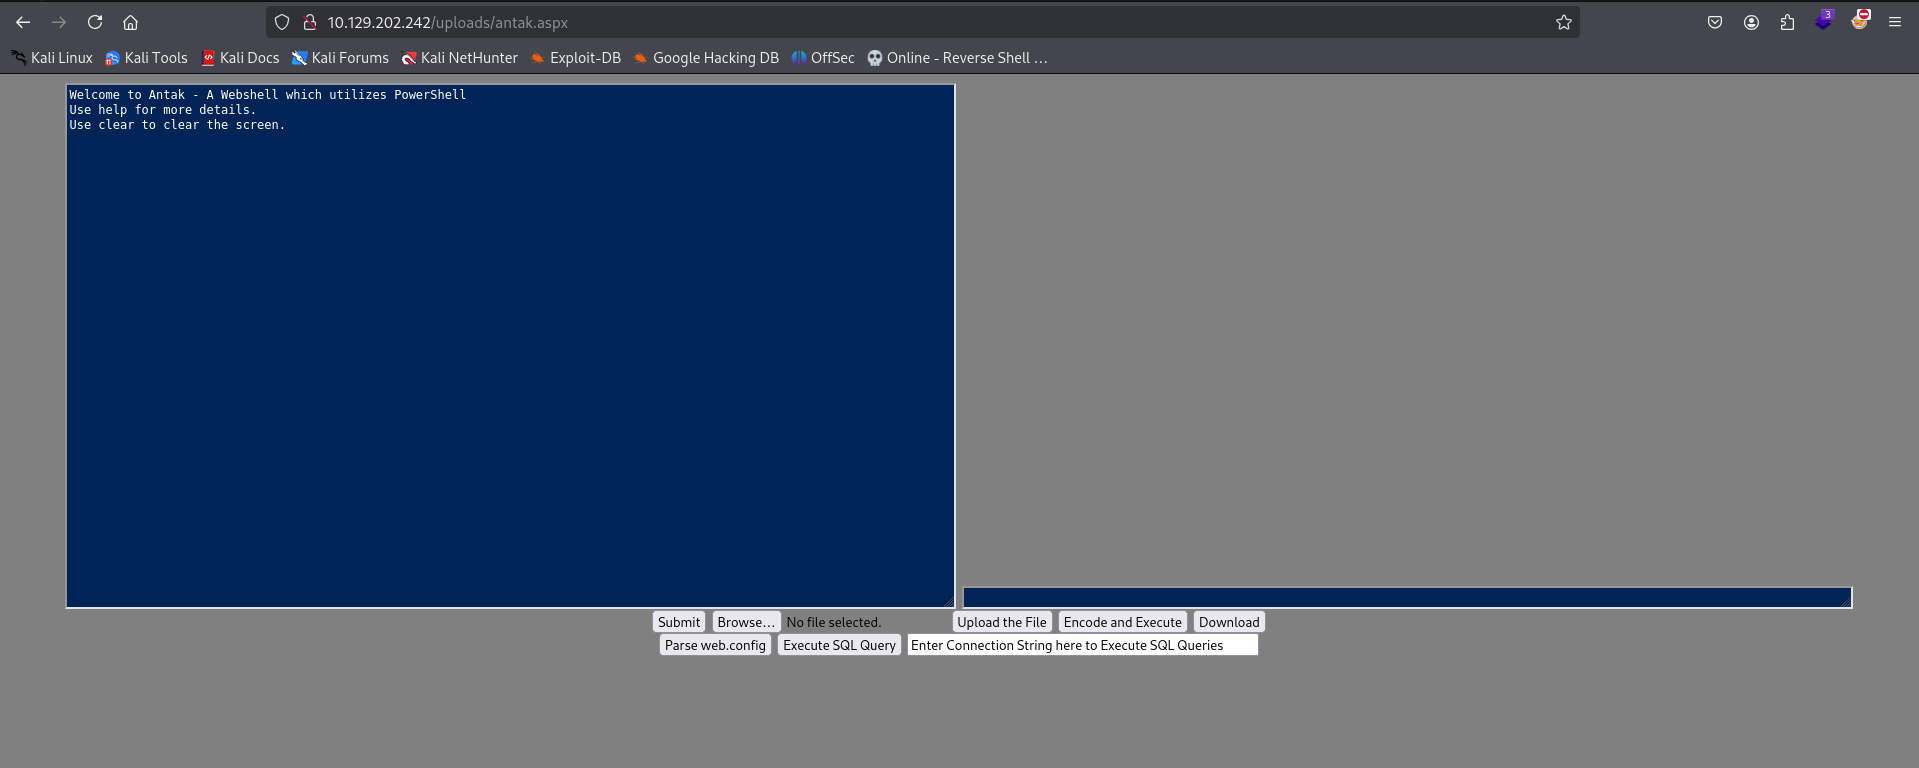 10.129.202.242/uploads/antak.aspx
3
Kali Linux Kali Tools Kali Docs Kali Forums Kali NetHunter Exploit-DB Google Hacking DB OffSec Online - Reverse Shell …
Welcome to Antak - A Webshell which utilizes PowerShell
Use help for more details.
Use clear to clear the screen.
Submit Browse... No file selected. Upload the File Encode and Execute Download
Parse web.config Execute SQL Query Enter Connection String here to Execute SQL Queries